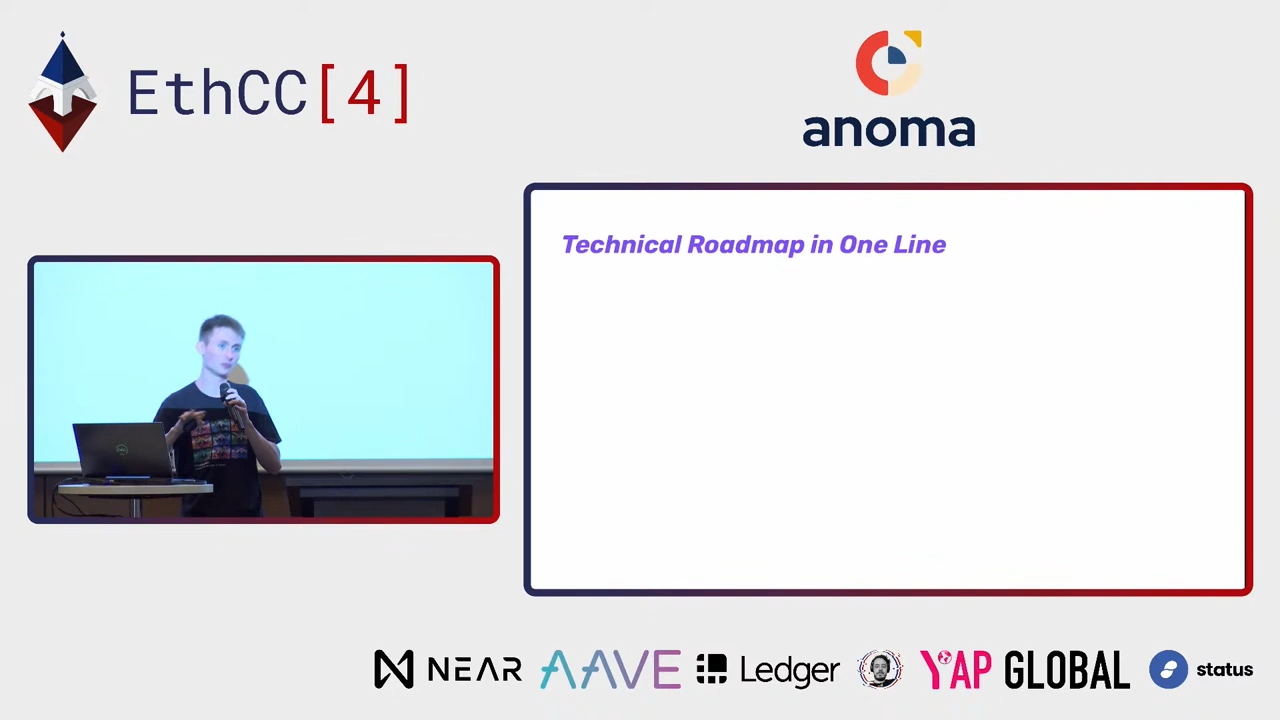 EthCC[4]
anoma
Technical Roadmap in One Line
NEAR
AAVE
Ledger
YAP GLOBAL
status